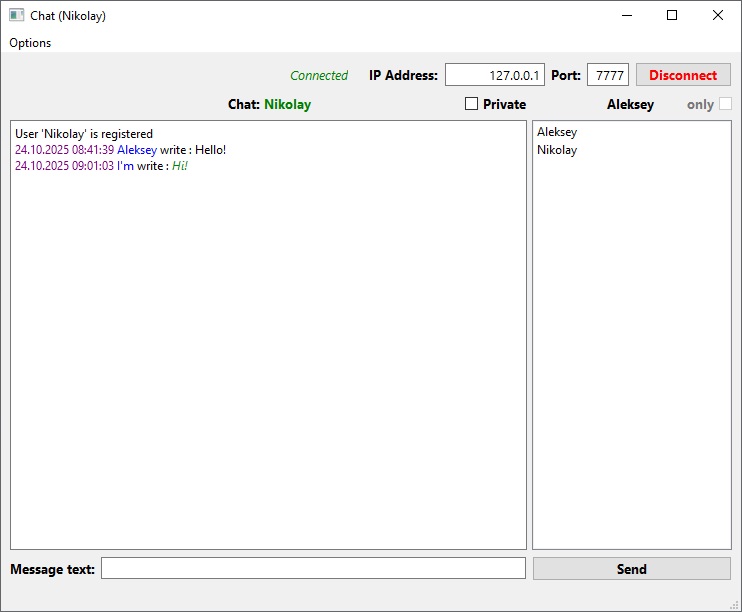 Chat (Nikolay)
Options
Connected IP Address: 127.0.0.1 Port: 7777 Disconnect
Chat: Nikolay Private Aleksey only
User 'Nikolay' is registered
24.10.2025 08:41:39 Aleksey write : Hello!
24.10.2025 09:01:03 I'm write : Hi!
Aleksey
Nikolay
Message text: Send